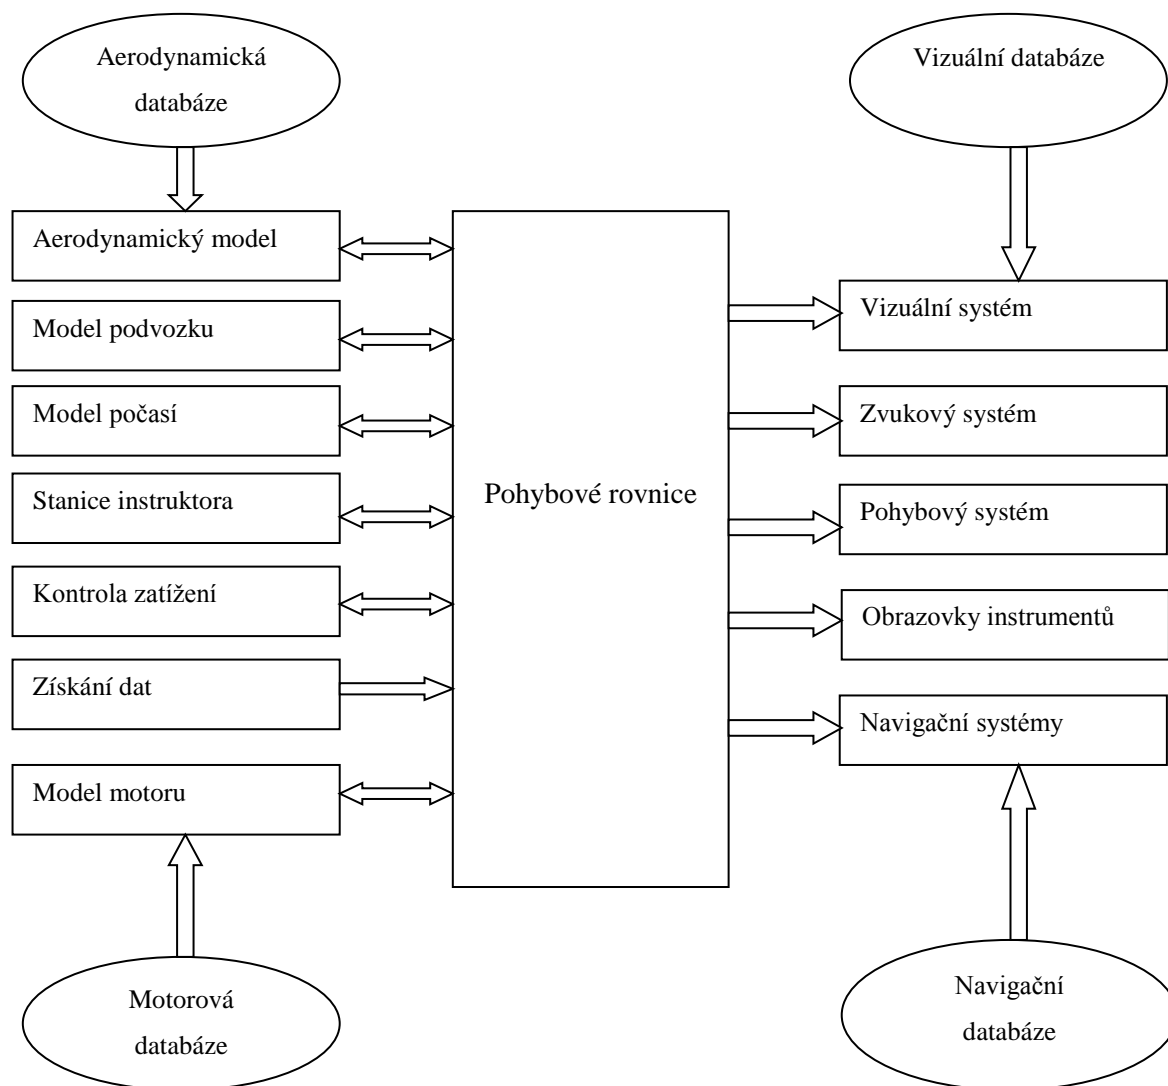 Aerodynamická
databáze
Vizuální databáze
Aerodynamický model
Model podvozku
Model počasí
Stanice instruktora
Kontrola zatížení
Získání dat
Model motoru
Pohybové rovnice
Vizuální systém
Zvukový systém
Pohybový systém
Obrazovky instrumentů
Navigační systémy
Motorová
databáze
Navigační
databáze